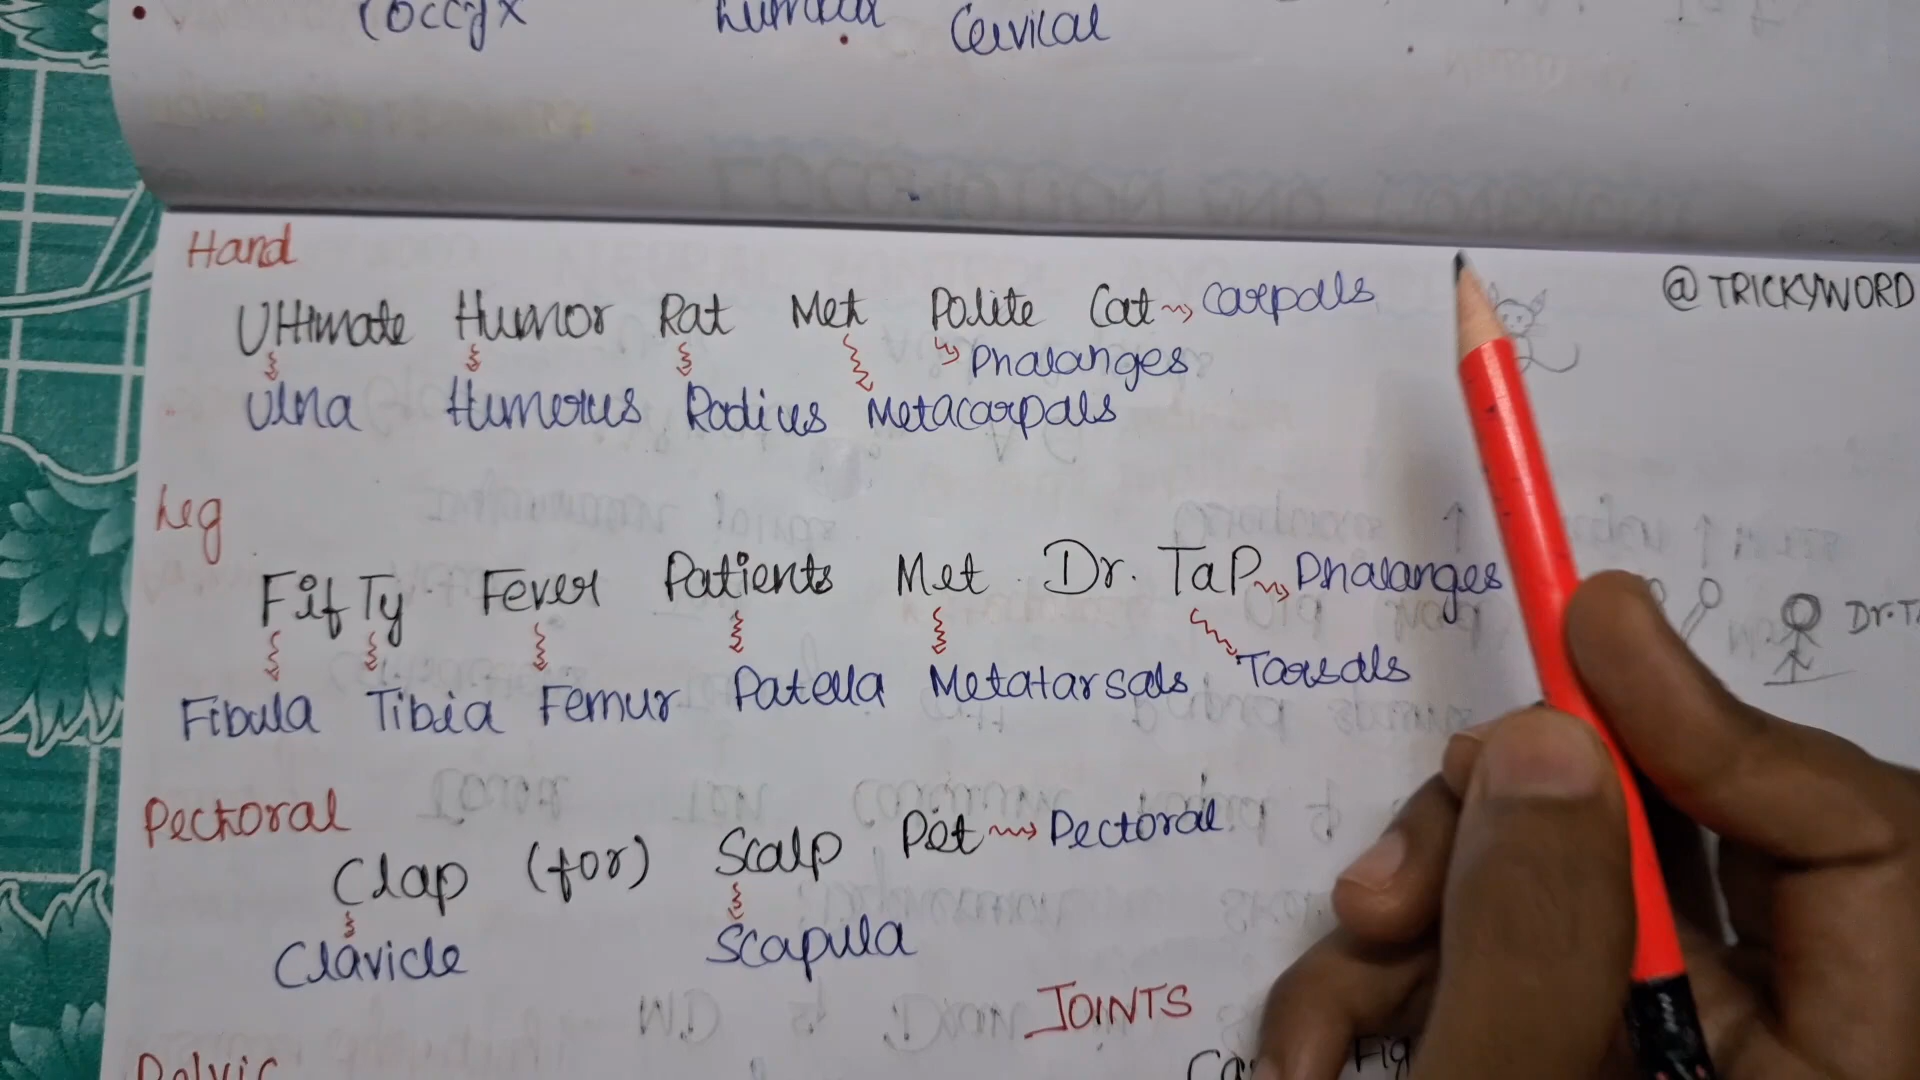 Coccyx Cervical
Hand
@TRICKYWORD
Ultimate Humor Rat Met Polite Cat Carpals
Phalanges
Ulna Humerus Radius Metacarpals
Leg
FifTy Fever Patients Met Dr. TaP Phalanges
Dr.
Fibula Tibia Femur Patella Metatarsals Tarsals
Pectoral
Clap (for) Scalp Pet Pectoral
Clavicle Scapula
JOINTS
Pelvic